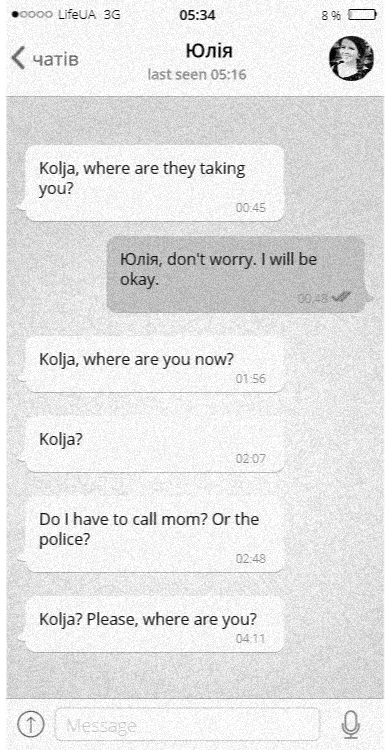 LifeUA 3G 05:34 8 %
чатів
Юлія
last seen 05:16
Kolja, where are they taking
you?
00:45
Юлія, don't worry. I will be
okay.
00:48
Kolja, where are you now?
01:56
Kolja?
02:07
Do I have to call mom? Or the
police?
02:48
Kolja? Please, where are you?
04:11
Message